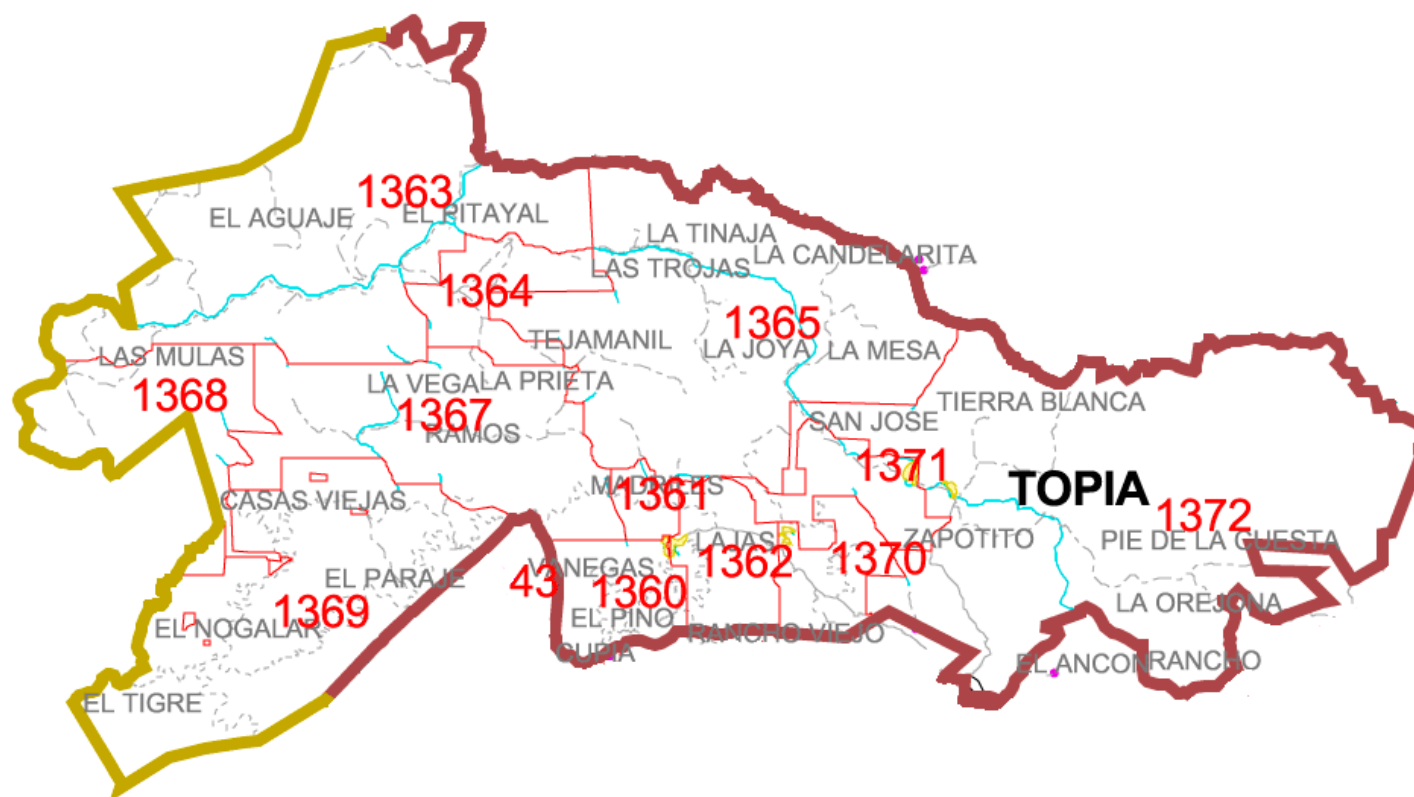 1363
EL AGUAJE
EL PITAYAL
LA TINAJA
LA CANDELARITA
LAS TROJAS
1364
1365
TEJAMANIL
LA JOYA
LA MESA
LAS MULAS
LA VEGA
LA PRIETA
1368
1367
RAMOS
SAN JOSE
TIERRA BLANCA
1371
CASAS VIEJAS
MADRILES
1361
TOPIA
1372
LAJAS
ZAPOTITO
PIE DE LA CUESTA
1362
1370
VANEGAS
43
1360
EL PARAJE
1369
EL NOGALAR
EL PINO
RANCHO VIEJO
LA OREJONA
CUPIA
EL ANCON
RANCHO
EL TIGRE